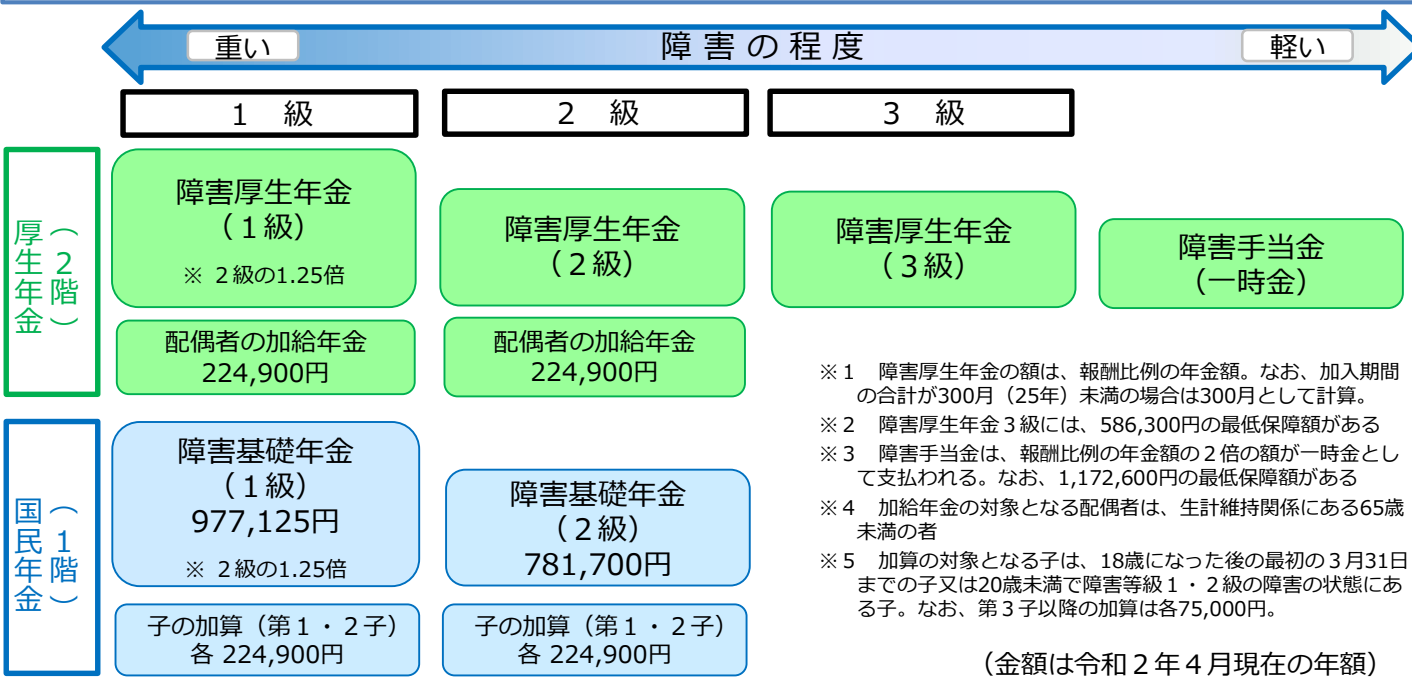 重い
障害の程度
軽い
１　級
２　級
３　級
厚生年金
（２階）
障害厚生年金
（１級）
※ ２級の1.25倍
障害厚生年金
（２級）
障害厚生年金
（３級）
障害手当金
（一時金）
配偶者の加給年金
224,900円
配偶者の加給年金
224,900円
国民年金
（１階）
障害基礎年金
（１級）
977,125円
※ ２級の1.25倍
障害基礎年金
（２級）
781,700円
子の加算（第１・２子）
各 224,900円
子の加算（第１・２子）
各 224,900円
※１　障害厚生年金の額は、報酬比例の年金額。なお、加入期間
の合計が300月（25年）未満の場合は300月として計算。
※２　障害厚生年金３級には、586,300円の最低保障額がある
※３　障害手当金は、報酬比例の年金額の２倍の額が一時金とし
て支払われる。なお、1,172,600円の最低保障額がある
※４　加給年金の対象となる配偶者は、生計維持関係にある65歳
未満の者
※５　加算の対象となる子は、18歳になった後の最初の３月31日
までの子又は20歳未満で障害等級１・２級の障害の状態にあ
る子。なお、第３子以降の加算は各75,000円。
（金額は令和２年４月現在の年額）